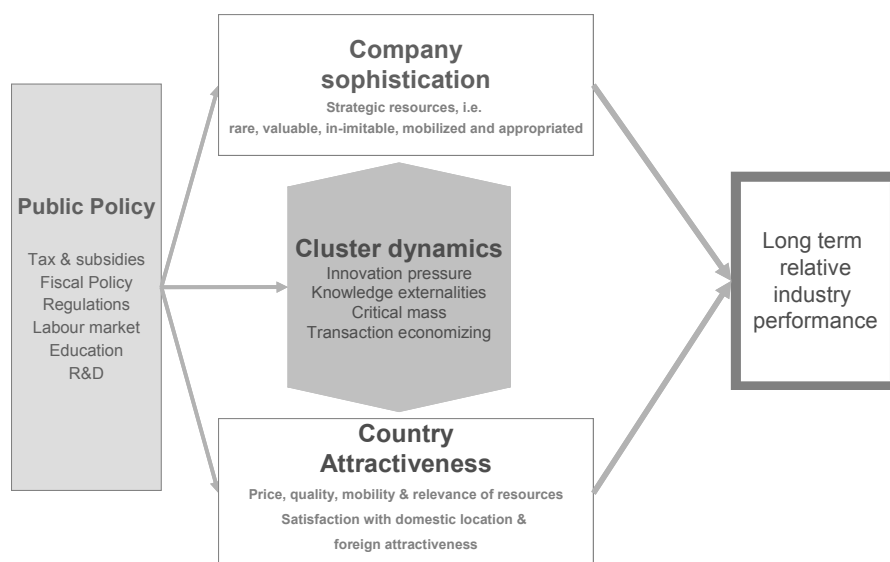 Public Policy
Tax & subsidies
Fiscal Policy
Regulations
Labour market
Education
R&D
Company
sophistication
Strategic resources, i.e.
rare, valuable, in-imitable, mobilized and appropriated
Cluster dynamics
Innovation pressure
Knowledge externalities
Critical mass
Transaction economizing
Country
Attractiveness
Price, quality, mobility & relevance of resources
Satisfaction with domestic location &
foreign attractiveness
Long term
relative
industry
performance